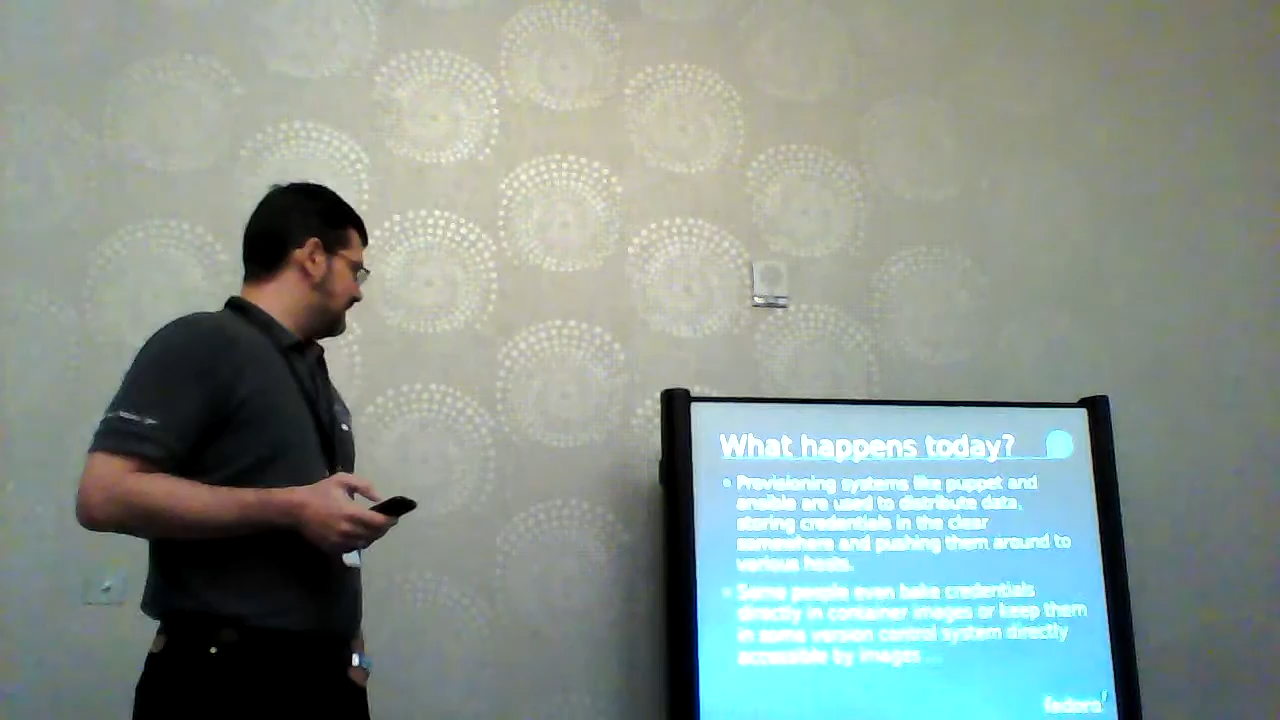 What happens today?
Provisioning systems like puppet and
ansible are used to distribute data,
storing credentials in the clear
somewhere and pushing them around to
various hosts.
Some people even bake credentials
directly in container images or keep them
in some version control system directly
accessible by images ...
fedora